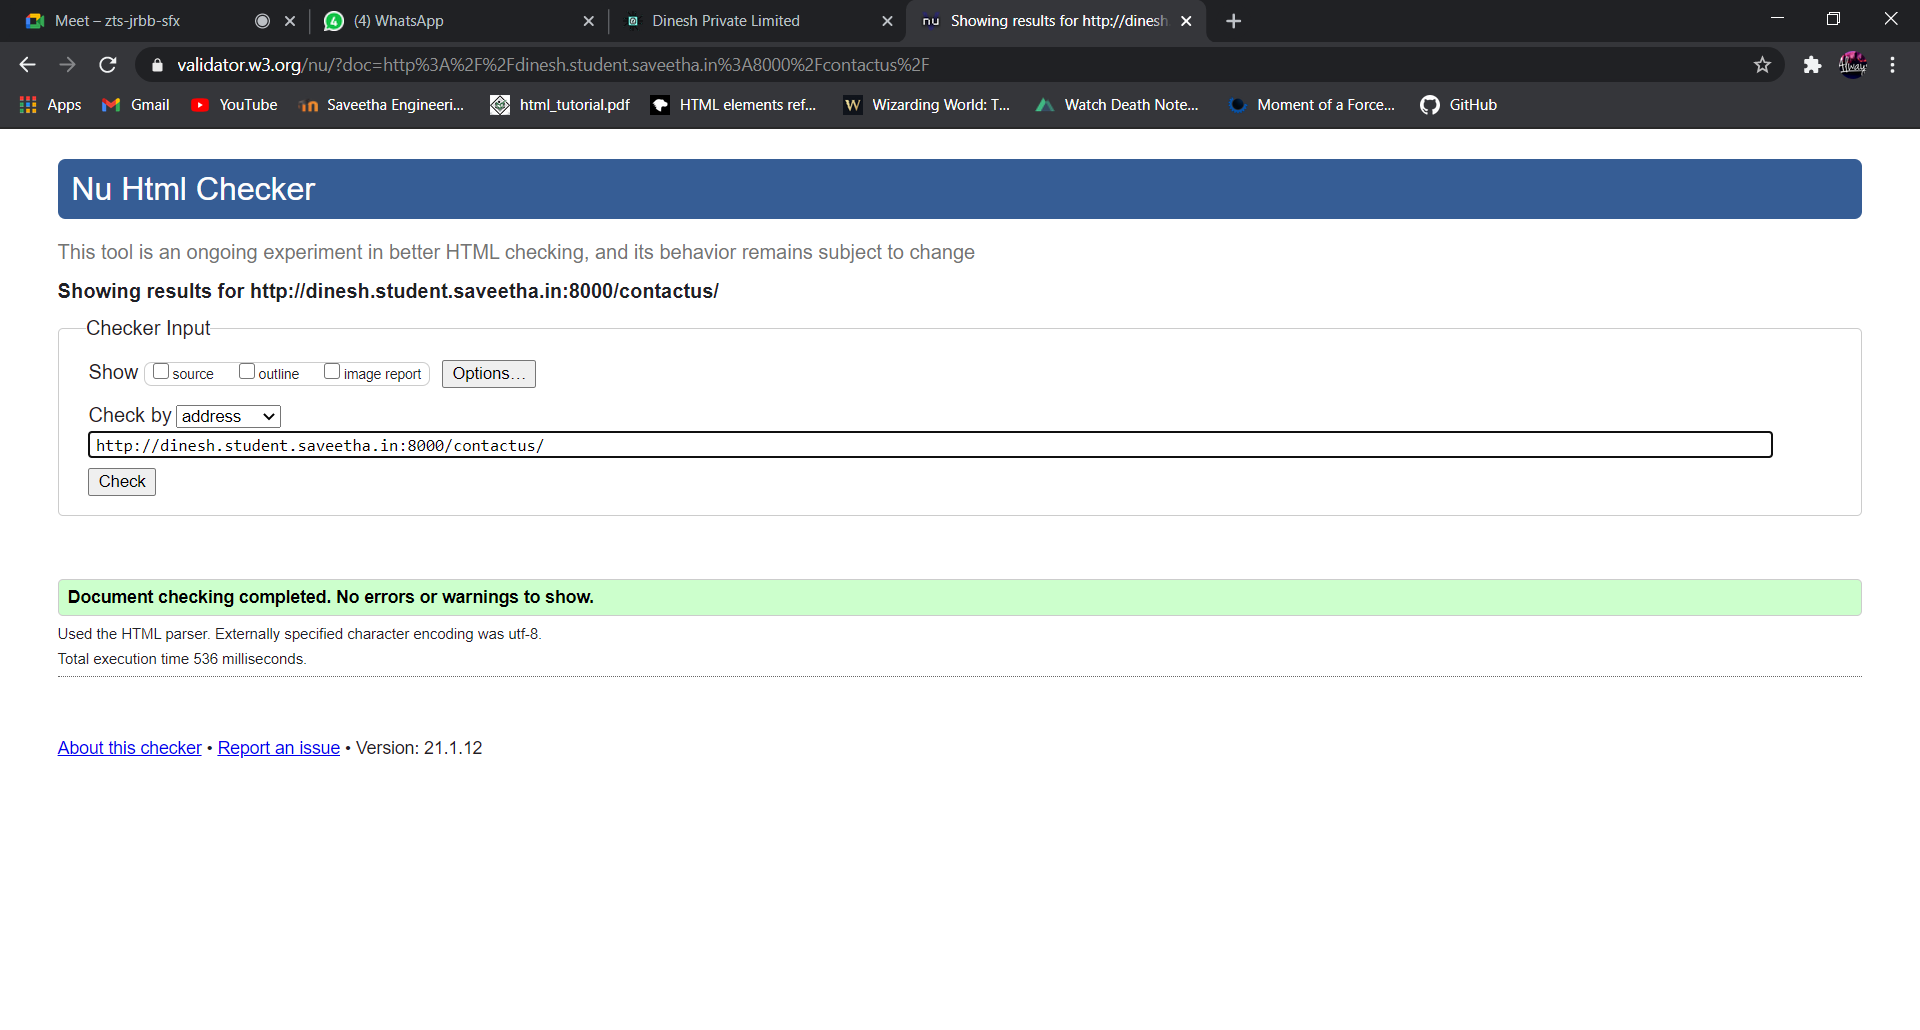 Meet – zts-jrbb-sfx
(4) WhatsApp
Dinesh Private Limited
nu Showing results for http://dinesh
validator.w3.org/nu/?doc=http%3A%2F%2Fdinesh.student.saveetha.in%3A8000%2Fcontactus%2F
Apps Gmail YouTube Saveetha Engineeri... html_tutorial.pdf HTML elements ref... Wizarding World: T... Watch Death Note... Moment of a Force... GitHub
Nu Html Checker
This tool is an ongoing experiment in better HTML checking, and its behavior remains subject to change
Showing results for http://dinesh.student.saveetha.in:8000/contactus/
Checker Input
Show source outline image report Options...
Check by address
http://dinesh.student.saveetha.in:8000/contactus/
Check
Document checking completed. No errors or warnings to show.
Used the HTML parser. Externally specified character encoding was utf-8.
Total execution time 536 milliseconds.
About this checker • Report an issue • Version: 21.1.12